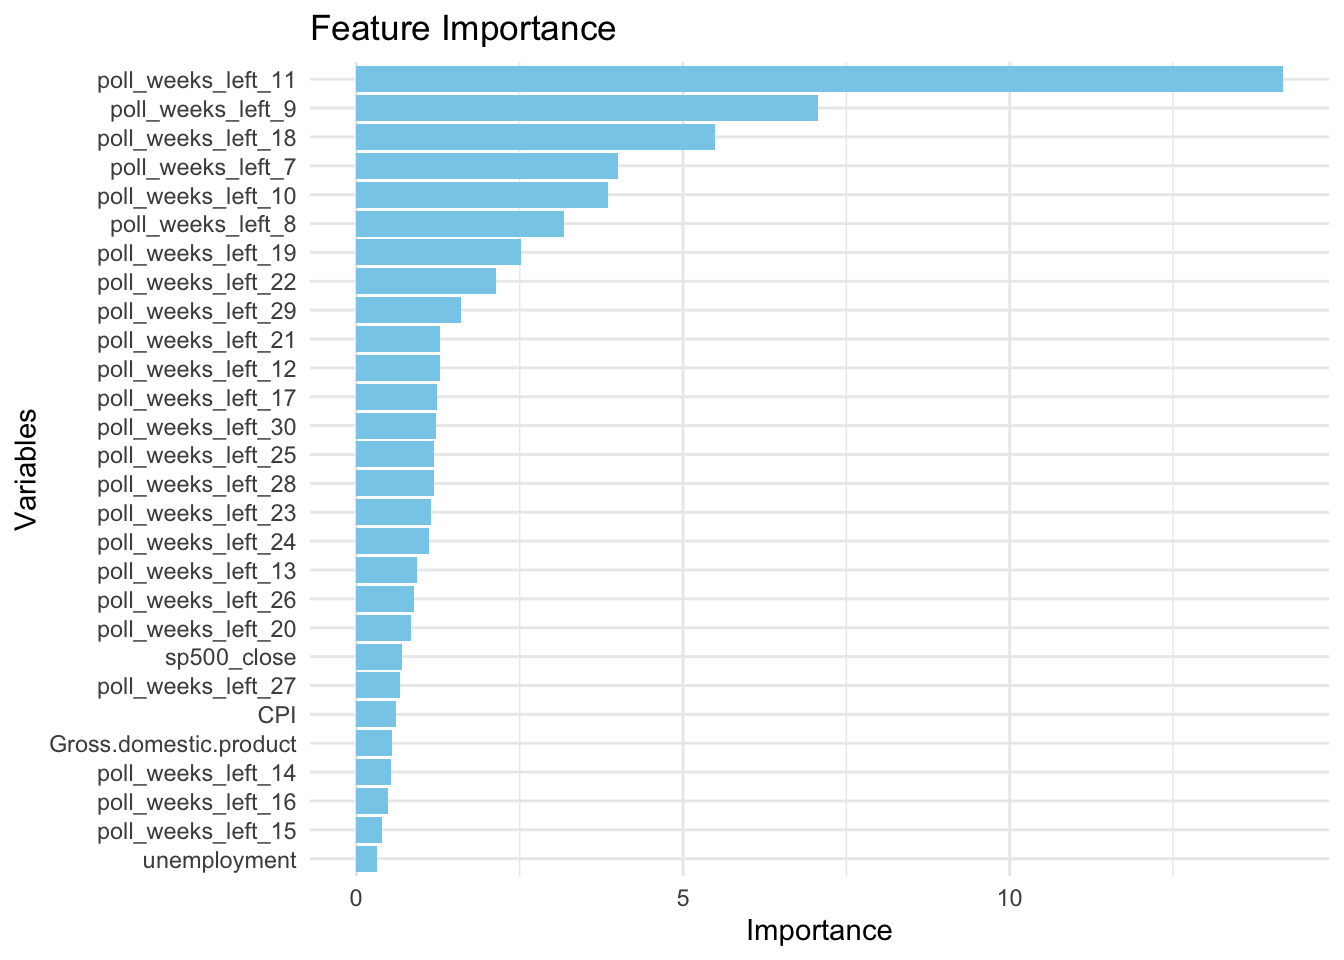 Feature Importance
poll_weeks_left_11
poll_weeks_left_9
poll_weeks_left_18
poll_weeks_left_7
poll_weeks_left_10
poll_weeks_left_8
poll_weeks_left_19
poll_weeks_left_22
poll_weeks_left_29
poll_weeks_left_21
poll_weeks_left_12
poll_weeks_left_17
poll_weeks_left_30
poll_weeks_left_25
poll_weeks_left_28
poll_weeks_left_23
poll_weeks_left_24
poll_weeks_left_13
poll_weeks_left_26
poll_weeks_left_20
sp500_close
poll_weeks_left_27
CPI
Gross.domestic.product
poll_weeks_left_14
poll_weeks_left_16
poll_weeks_left_15
unemployment
Variables
0 5 10
Importance